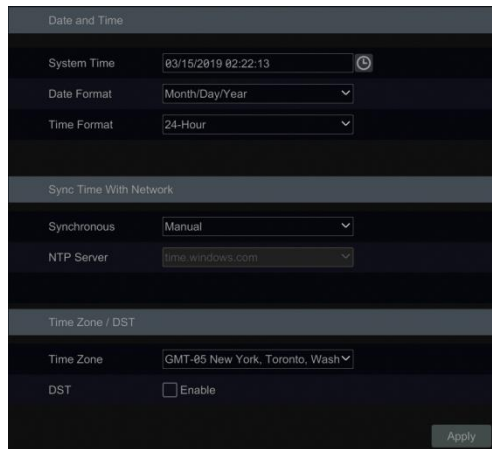 Date and Time
System Time 03/15/2019 02:22:13
Date Format Month/Day/Year
Time Format 24-Hour
Sync Time With Network
Synchronous Manual
NTP Server time.windows.com
Time Zone / DST
Time Zone GMT-05 New York, Toronto, Wash
DST Enable
Apply